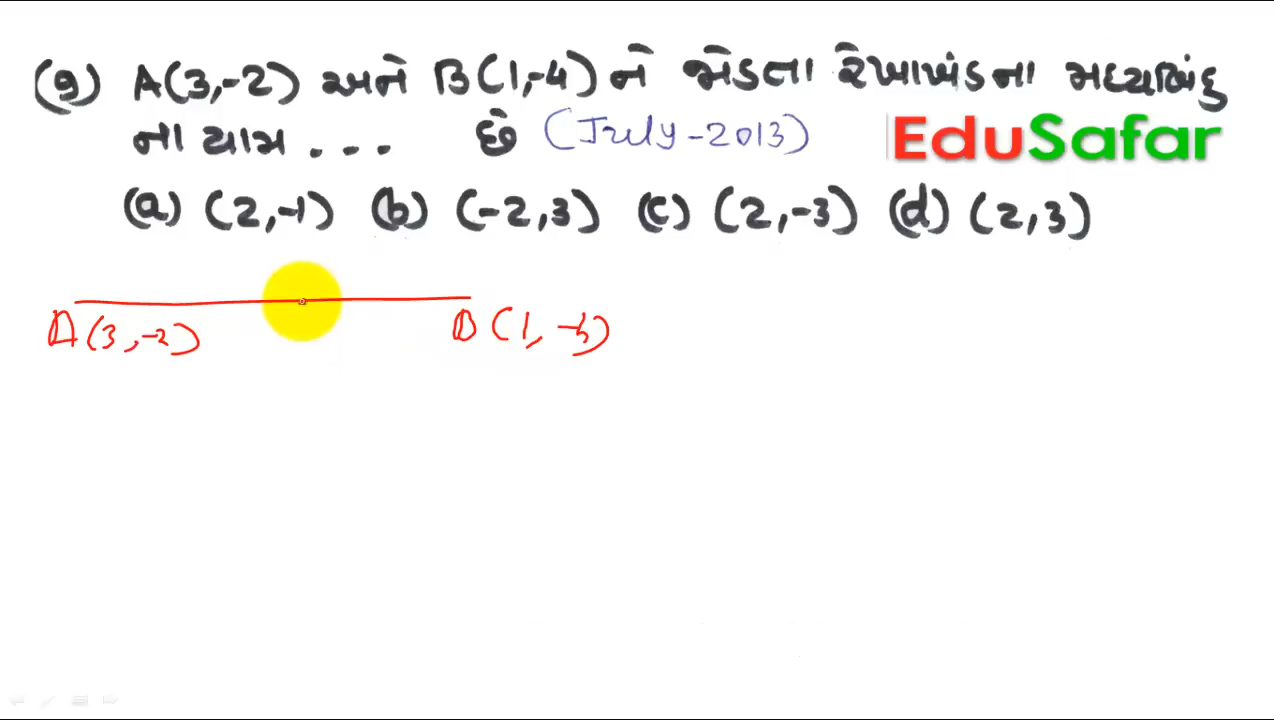 (૧) A(3,-2) અને B(1,-4) ને જોડતા રેખાખંડના મધ્યબિંદુ
ના યામ ... છે (July-2013)
EduSafar
(a) (2,-1) (b) (-2,3) (c) (2,-3) (d) (2,3)
A(3,-2) B(1,-4)